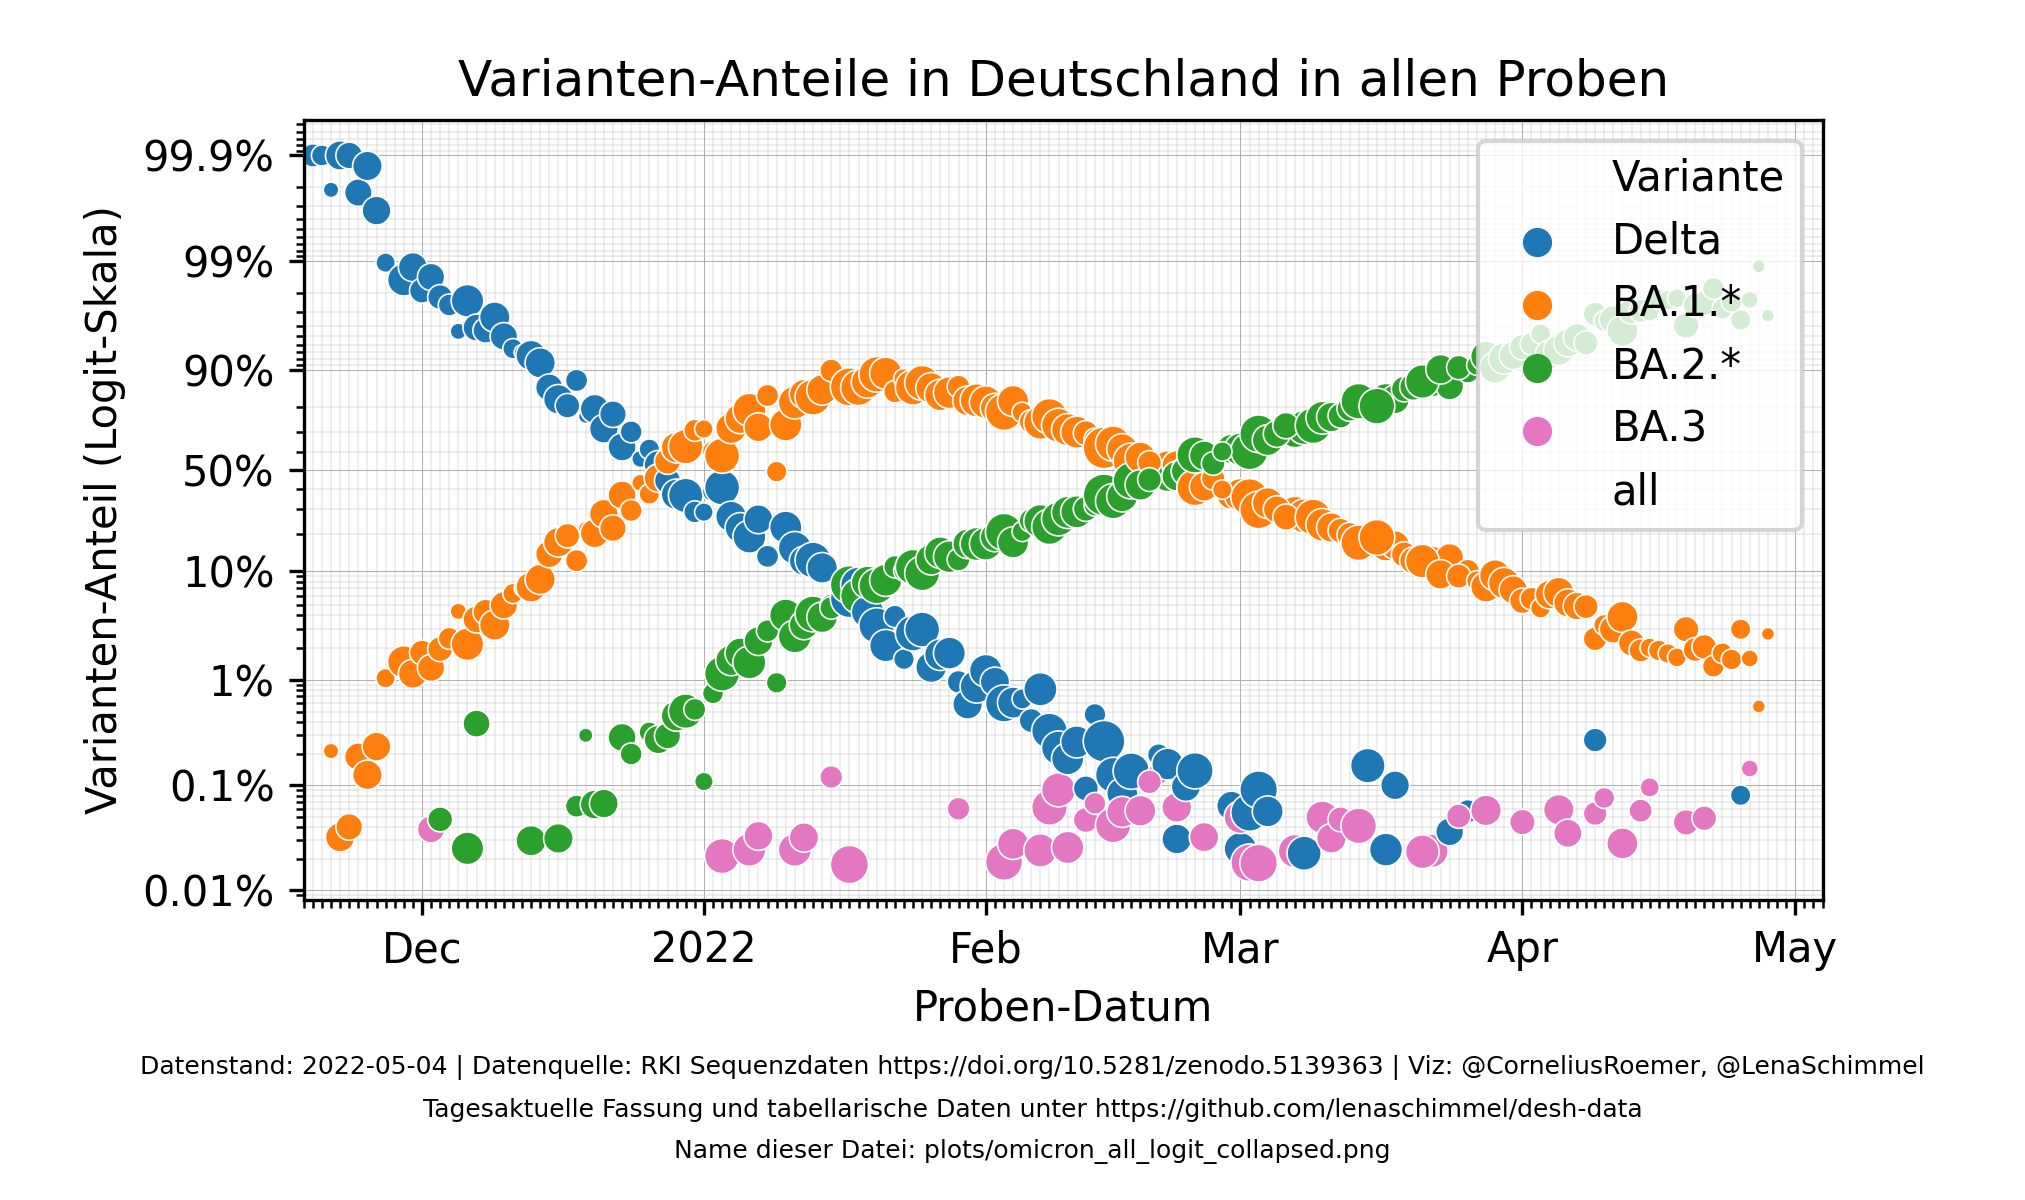 Varianten-Anteile in Deutschland in allen Proben
Varianten-Anteil (Logit-Skala)
99.9%
99%
90%
50%
10%
1%
0.1%
0.01%
Variante
Delta
BA.1.*
BA.2.*
BA.3
all
Dec 2022 Feb Mar Apr May
Proben-Datum
Datenstand: 2022-05-04 | Datenquelle: RKI Sequenzdaten https://doi.org/10.5281/zenodo.5139363 | Viz: @CorneliusRoemer, @LenaSchimmel
Tagesaktuelle Fassung und tabellarische Daten unter https://github.com/lenaschimmel/desh-data
Name dieser Datei: plots/omicron_all_logit_collapsed.png